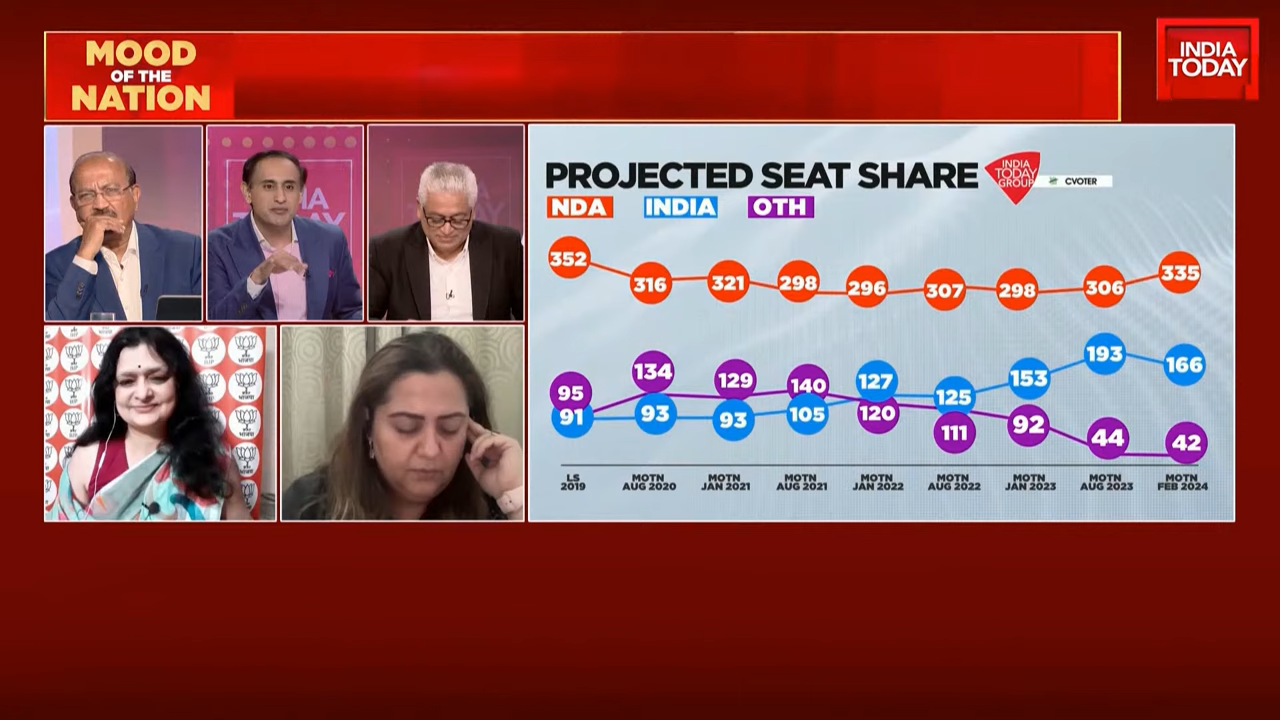 MOOD
OF THE
NATION
INDIA
TODAY
PROJECTED SEAT SHARE
INDIA
TODAY
GROUP
CVOTER
NDA
INDIA
OTH
352
316
321
298
296
307
298
306
335
95
134
129
140
127
125
153
193
166
91
93
93
105
120
111
92
44
42
LS
2019
MOTN
AUG 2020
MOTN
JAN 2021
MOTN
AUG 2021
MOTN
JAN 2022
MOTN
AUG 2022
MOTN
JAN 2023
MOTN
AUG 2023
MOTN
FEB 2024